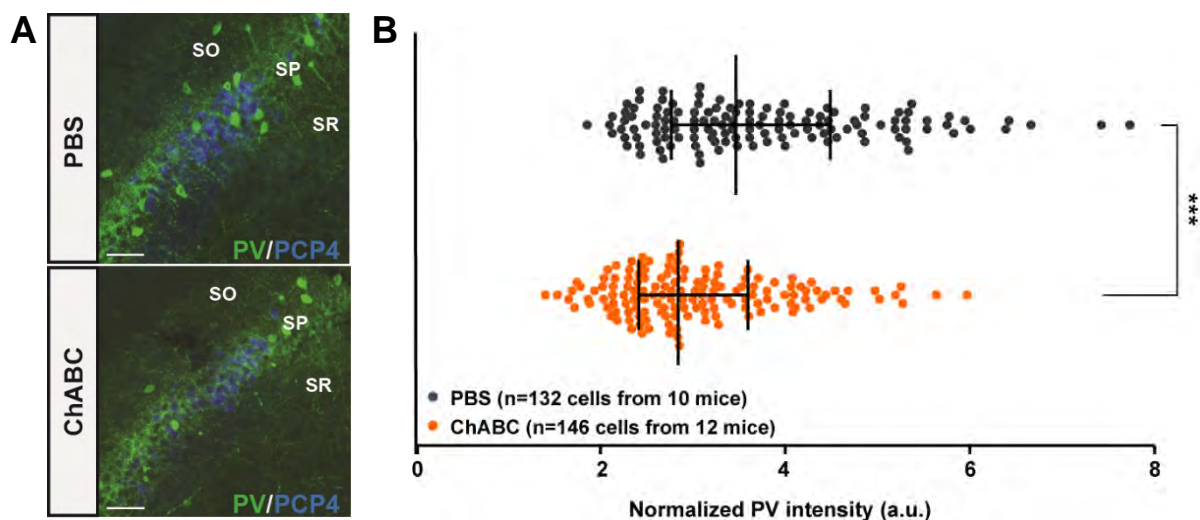 A
PBS
SO
SP
SR
PV/PCP4
ChABC
SO
SP
SR
PV/PCP4
B
***
PBS (n=132 cells from 10 mice)
ChABC (n=146 cells from 12 mice)
0 2 4 6 8
Normalized PV intensity (a.u.)